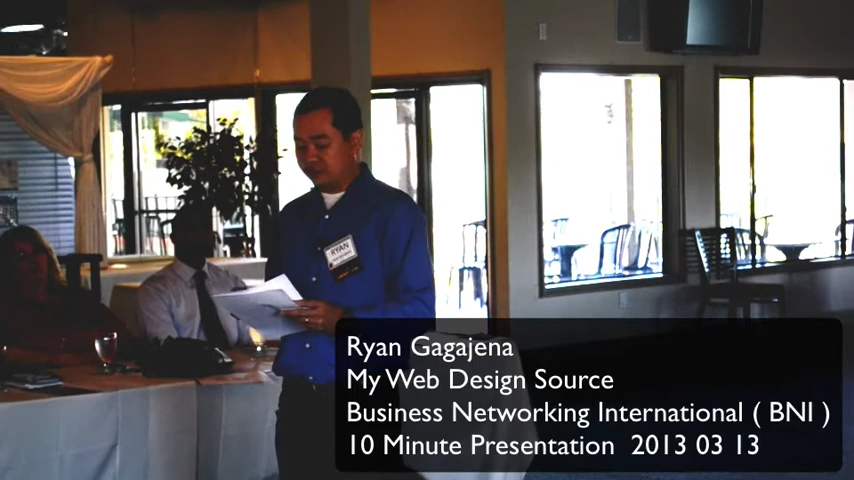 RYAN
Ryan Gagajena
My Web Design Source
Business Networking International ( BNI )
10 Minute Presentation  2013 03 13